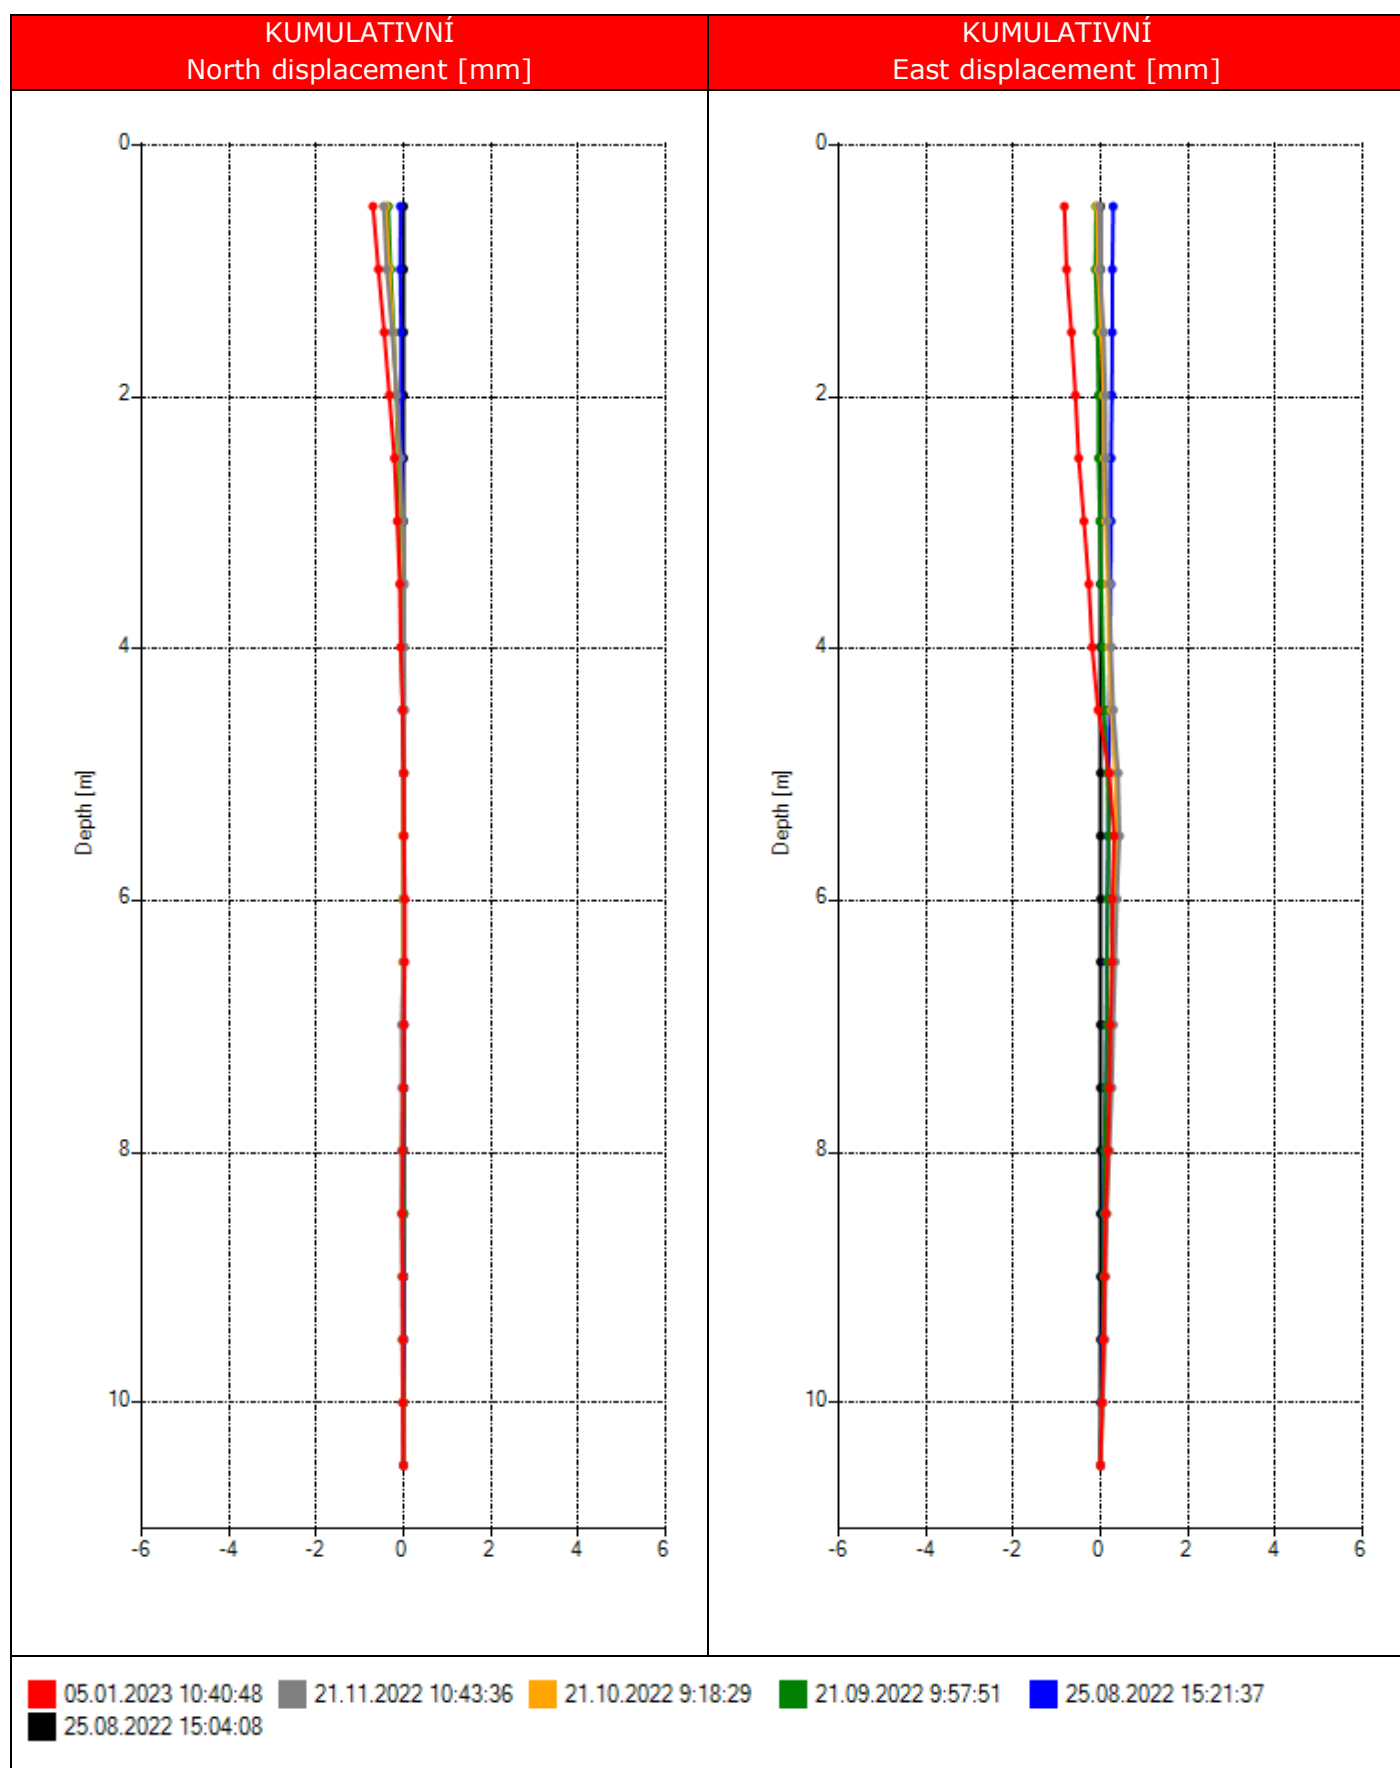 KUMULATIVNÍ
North displacement [mm]
KUMULATIVNÍ
East displacement [mm]
0
2
4
6
8
10
Depth [m]
-6 -4 -2 0 2 4 6
0
2
4
6
8
10
Depth [m]
-6 -4 -2 0 2 4 6
05.01.2023 10:40:48 21.11.2022 10:43:36 21.10.2022 9:18:29 21.09.2022 9:57:51 25.08.2022 15:21:37
25.08.2022 15:04:08